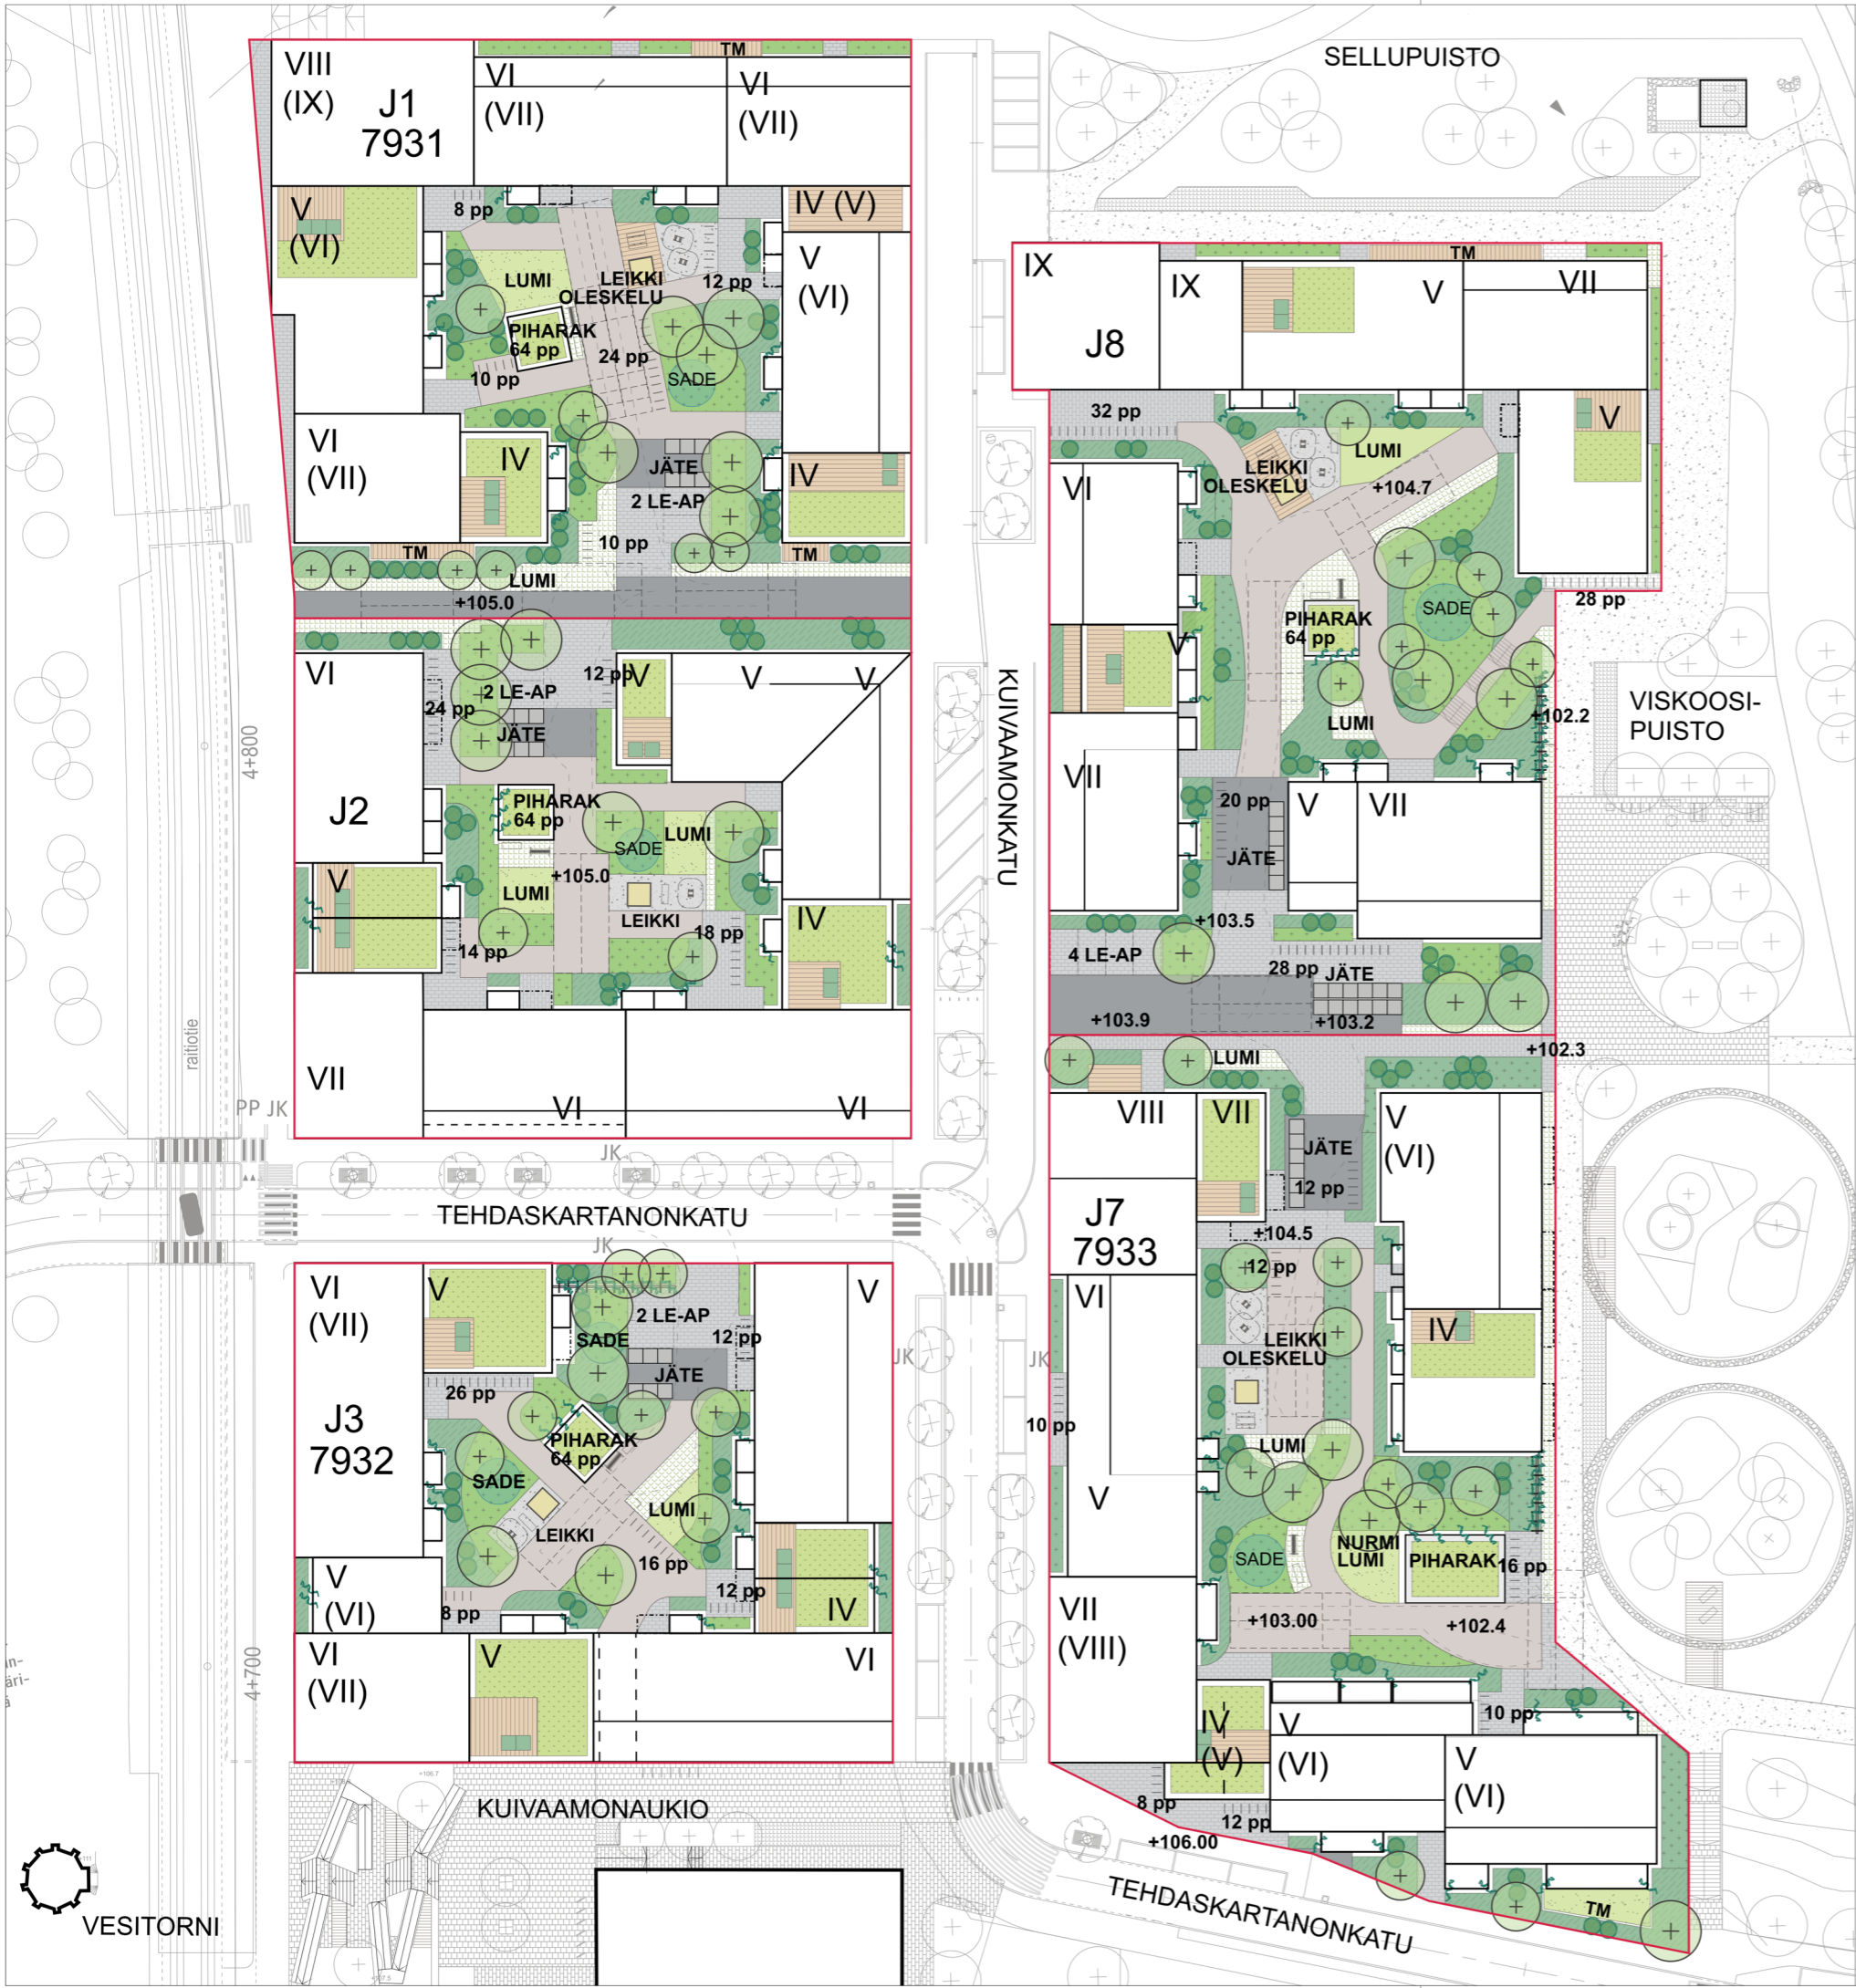 SELLUPUISTO
VIII
(IX)
J1
7931
VI
(VII)
VI
(VII)
TM
V
(VI)
8 pp
IV (V)
V
(VI)
LUMI
LEIKKI
OLESKELU
12 pp
PIHARAK
64 pp
24 pp
10 pp
SADE
VI
(VII)
IV
JÄTE
IV
2 LE-AP
10 pp
TM
TM
LUMI
+105.0
VI
J2
24 pp
2 LE-AP
12 pp
IV
V
V
JÄTE
PIHARAK
64 pp
SADE
LUMI
+105.0
LUMI
LEIKKI
V
14 pp
18 pp
IV
VII
VI
VI
4+800
raitiotie
PP JK
JK
TEHDASKARTANONKATU
JK
KUIVAAMONKATU
VI
(VII)
V
J3
7932
2 LE-AP
SADE
12 pp
V
JÄTE
26 pp
PIHARAK
64 pp
SADE
LUMI
LEIKKI
16 pp
V
(VI)
8 pp
12 pp
IV
VI
(VII)
V
VI
4+700
JK
JK
in-
äri-
ä
+106.7
KUIVAAMONAUKIO
+107.5
VESITORNI
IX
J8
IX
V
VII
TM
32 pp
LUMI
LEIKKI
OLESKELU
+104.7
V
VI
28 pp
PIHARAK
64 pp
SADE
V
LUMI
+102.2
VISKOOSI-
PUISTO
VII
20 pp
V
VII
JÄTE
+103.5
4 LE-AP
28 pp
JÄTE
+103.9
+103.2
+102.3
LUMI
VIII
VII
J7
7933
JÄTE
12 pp
V
(VI)
+104.5
12 pp
VI
LEIKKI
OLESKELU
IV
10 pp
LUMI
V
NURMI
LUMI
SADE
PIHARAK
16 pp
VII
(VIII)
+103.00
+102.4
10 pp
IV
(V)
V
(VI)
V
(VI)
8 pp
12 pp
+106.00
TM
TEHDASKARTANONKATU